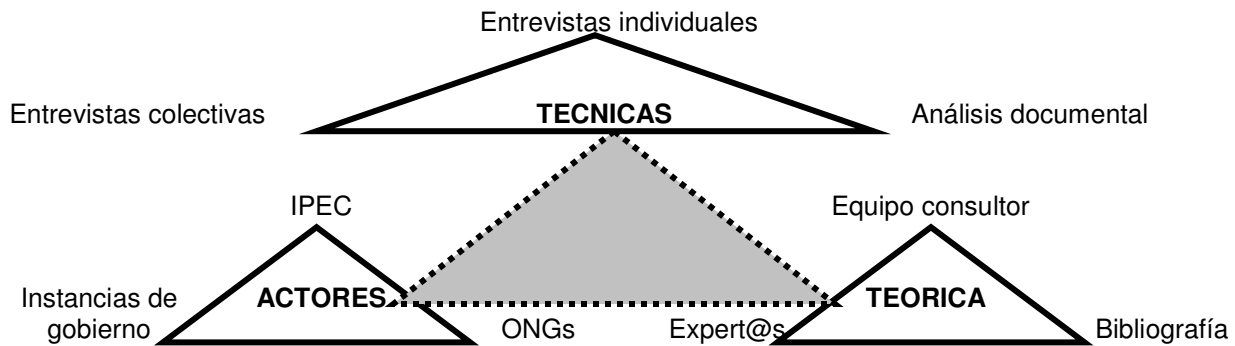 Entrevistas individuales
Entrevistas colectivas
TECNICAS
Análisis documental
IPEC
Equipo consultor
Instancias de
gobierno
ACTORES
TEORICA
ONGs
Expert@s
Bibliografía